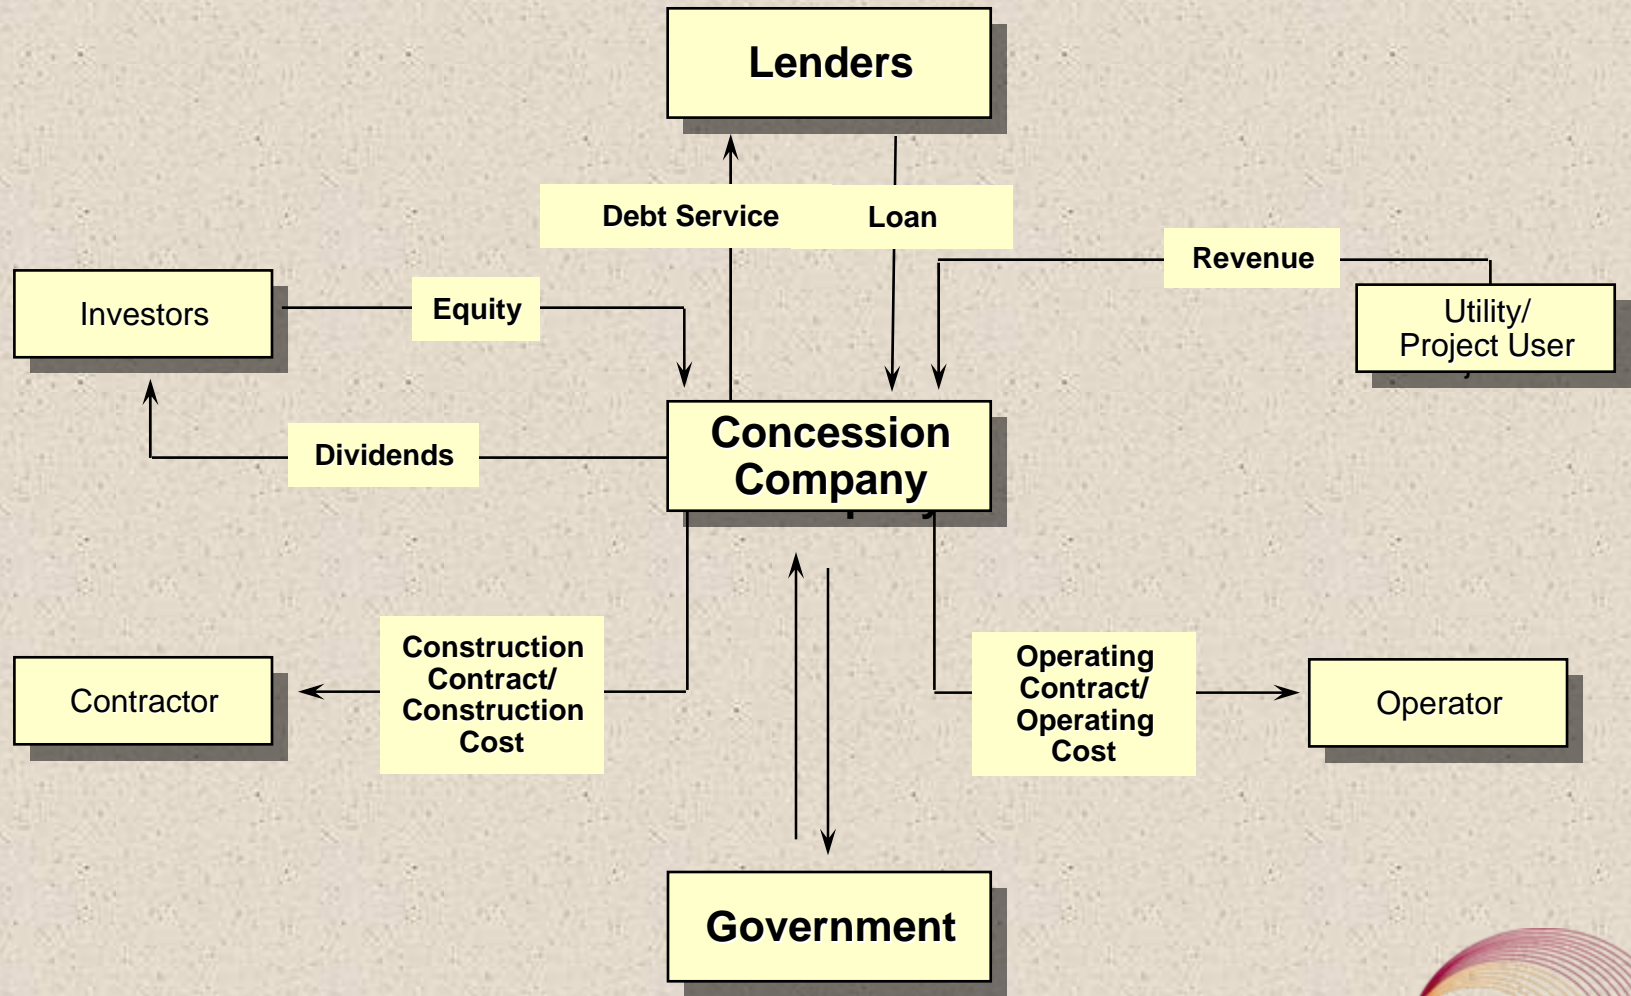 Lenders
Debt Service
Loan
Revenue
Investors
Equity
Utility/
Project User
Dividends
Concession
Company
Construction
Contract/
Construction
Cost
Operating
Contract/
Operating
Cost
Contractor
Operator
Government